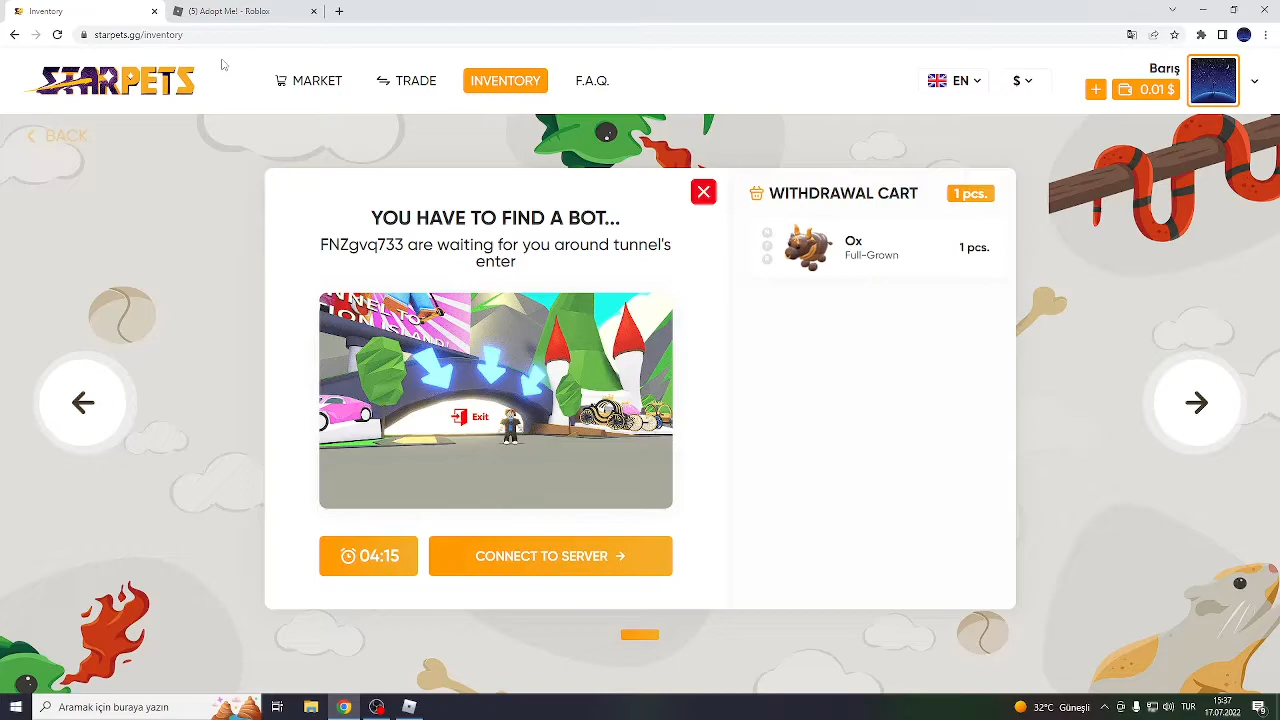 Inventory
(5) Adopt Me! - Roblox
starpets.gg/inventory
STARPETS
MARKET
TRADE
INVENTORY
F.A.Q.
EN
$
Barış
+
0.01 $
BACK
YOU HAVE TO FIND A BOT...
FNZgvq733 are waiting for you around tunnel's
enter
Exit
04:15
CONNECT TO SERVER →
WITHDRAWAL CART
1 pcs.
Ox
Full-Grown
1 pcs.
Aramak için buraya yazın
32°C Güneşli
TUR
15:37
17.07.2022